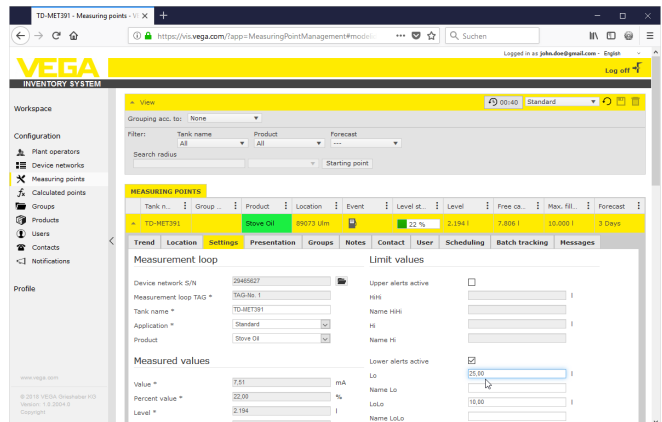 TD-MET391 - Measuring points - VE
https://vis.vega.com/?app=MeasuringPointManagement#mode=
Suchen
Logged in as john.doe@gmail.com - English
Log off
VEGA
INVENTORY SYSTEM
Workspace
Configuration
Plant operators
Device networks
Measuring points
Calculated points
Groups
Products
Users
Contacts
Notifications
Profile
www.vega.com
© 2019 VEGA Grieshaber KG
Copyright
View
00:40
Standard
Grouping acc. to:
None
Filter:
Tank name
Product
Forecast
All
All
Search radius
Starting point
MEASURING POINTS
Tank n... Group ... Product Location Event Level st... Level Free ca... Max. fill... Forecast
TD-MET391 Stove Oil 89073 Ulm 22 % 2.194 l 7.806 l 10.000 l 3 Days
Trend Location Settings Presentation Groups Notes Contact User Scheduling Batch tracking Messages
Measurement loop
Device network S/N 29465627
Measurement loop TAG * TAG-No. 1
Tank name * TD-MET391
Application * Standard
Product Stove Oil
Measured values
Value * 7,51 mA
Percent value * 22,00 %
Level * 2.194 l
Limit values
Upper alerts active
HiHi l
Name HiHi
Hi l
Name Hi
Lower alerts active
Lo 25,00 l
Name Lo
LoLo 10,00 l
Name LoLo